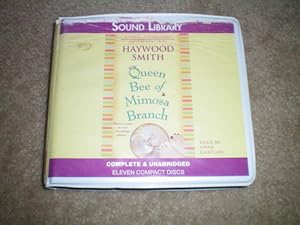 SOUND LIBRARY
HAYWOOD
SMITH
Queen
Bee of
Mimosa
Branch
READ BY
COMPLETE & UNABRIDGED
ELEVEN COMPACT DISCS